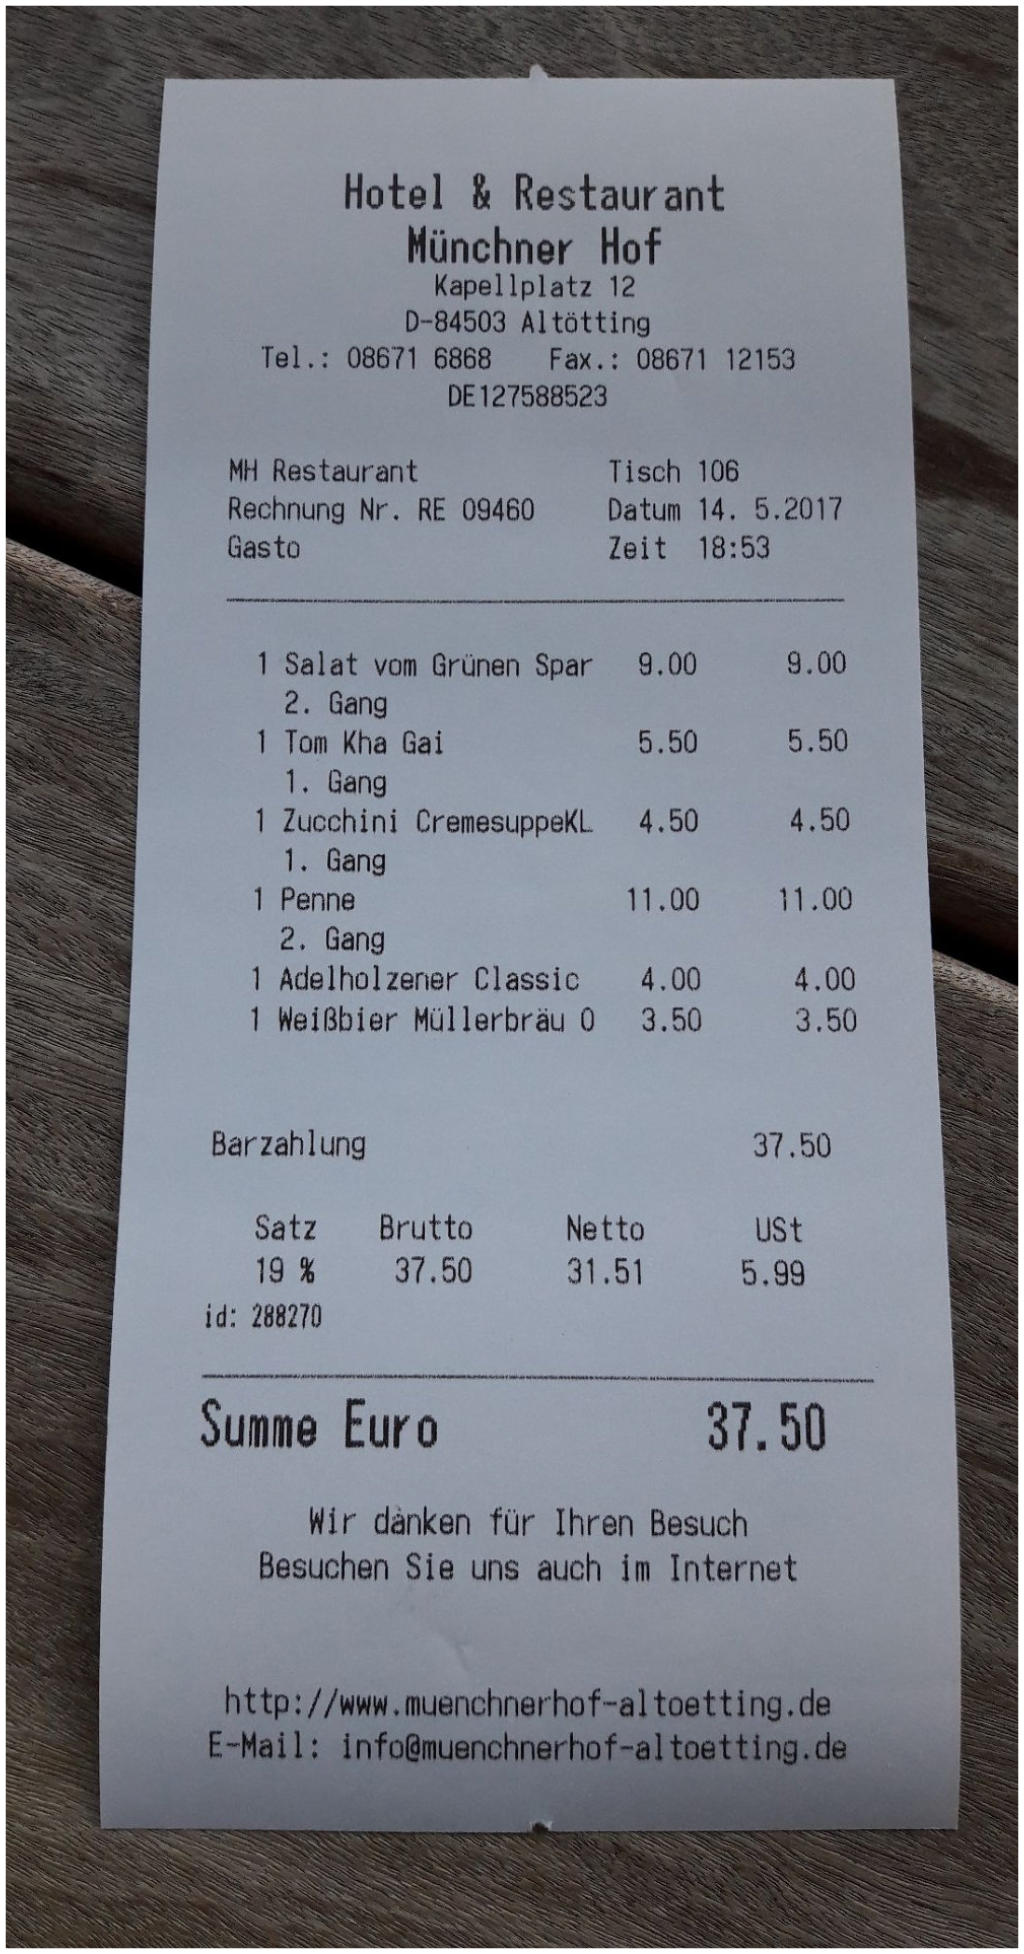 Hotel & Restaurant
Münchner Hof
Kapellplatz 12
D-84503 Altötting
Tel.: 08671 6868 Fax.: 08671 12153
DE127588523
MH Restaurant Tisch 106
Rechnung Nr. RE 09460 Datum 14. 5.2017
Gasto Zeit 18:53
1 Salat vom Grünen Spar 9.00 9.00
2. Gang
1 Tom Kha Gai 5.50 5.50
1. Gang
1 Zucchini CremesuppeKL 4.50 4.50
1. Gang
1 Penne 11.00 11.00
2. Gang
1 Adelholzener Classic 4.00 4.00
1 Weißbier Müllerbräu 0 3.50 3.50
Barzahlung 37.50
Satz Brutto Netto USt
19 % 37.50 31.51 5.99
id: 288270
Summe Euro 37.50
Wir danken für Ihren Besuch
Besuchen Sie uns auch im Internet
http://www.muenchnerhof-altoetting.de
E-Mail: info@muenchnerhof-altoetting.de